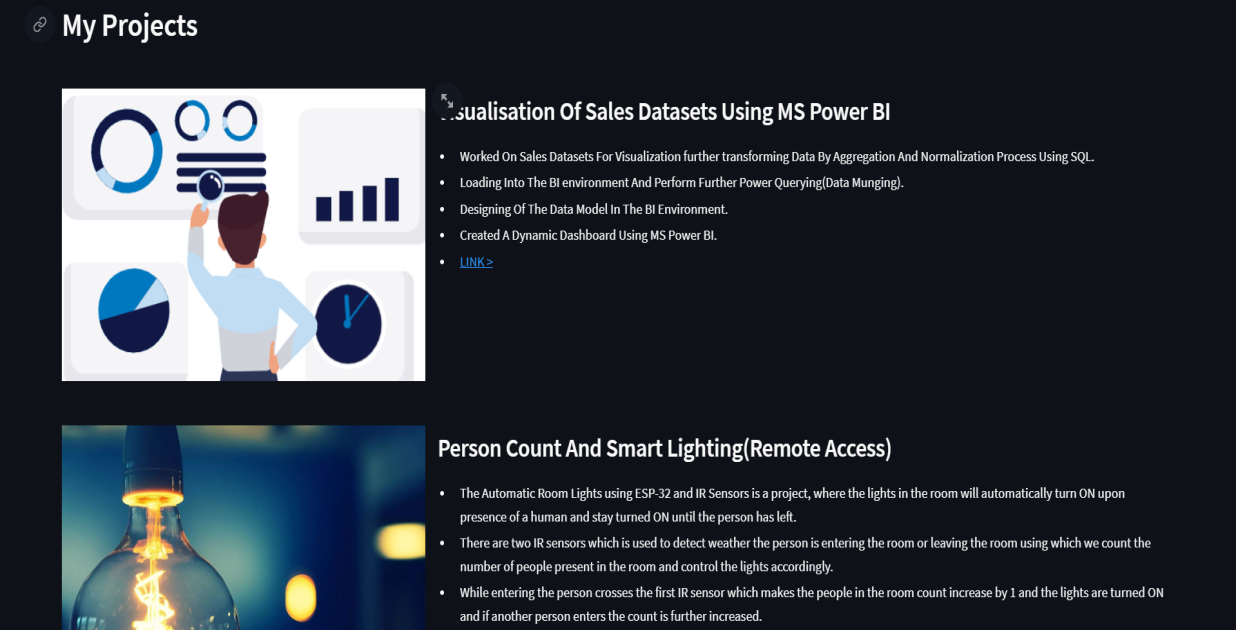 My Projects
sualisation Of Sales Datasets Using MS Power BI
Worked On Sales Datasets For Visualization further transforming Data By Aggregation And Normalization Process Using SQL.
Loading Into The BI environment And Perform Further Power Querying(Data Munging).
Designing Of The Data Model In The BI Environment.
Created A Dynamic Dashboard Using MS Power BI.
LINK >
Person Count And Smart Lighting(Remote Access)
The Automatic Room Lights using ESP-32 and IR Sensors is a project, where the lights in the room will automatically turn ON upon
presence of a human and stay turned ON until the person has left.
There are two IR sensors which is used to detect weather the person is entering the room or leaving the room using which we count the
number of people present in the room and control the lights accordingly.
While entering the person crosses the first IR sensor which makes the people in the room count increase by 1 and the lights are turned ON
and if another person enters the count is further increased.